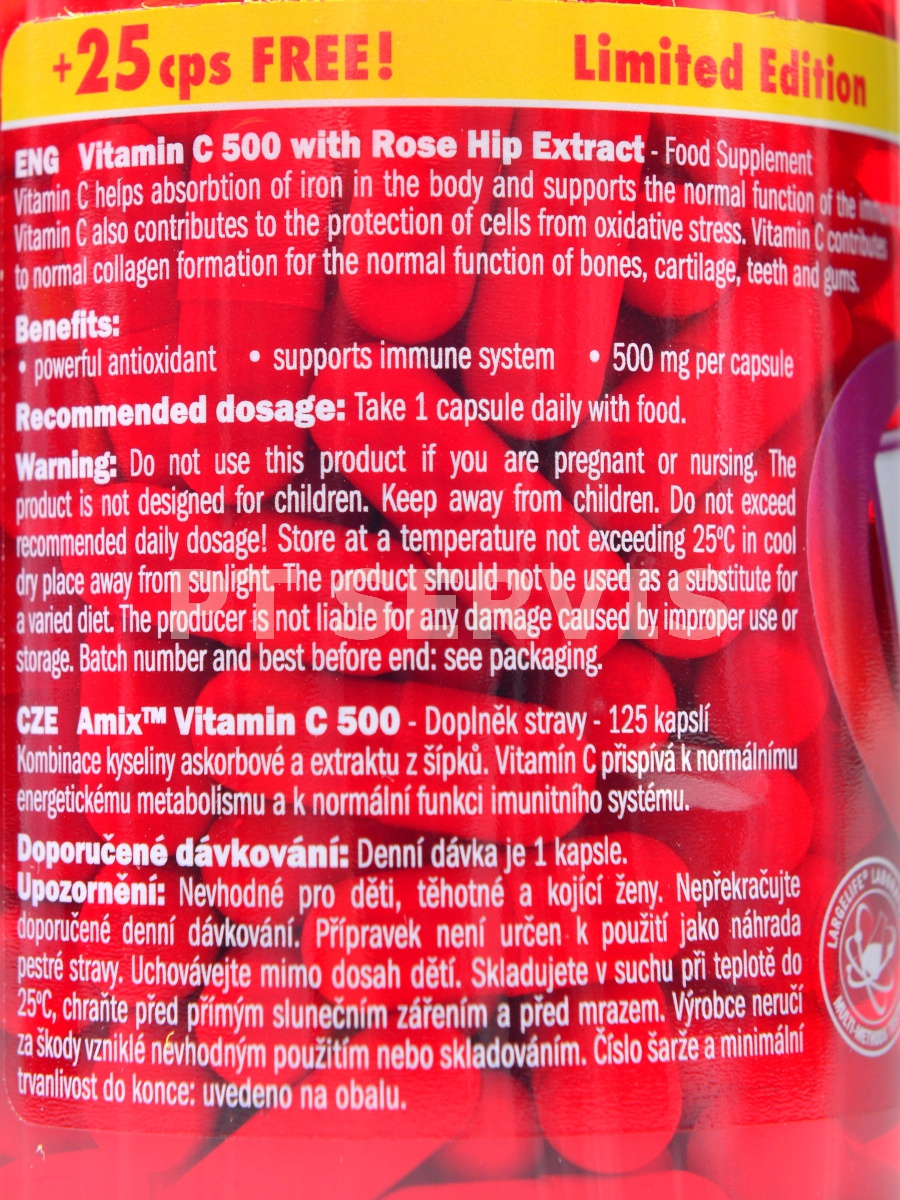 +25 cps FREE!
Limited Edition
ENG Vitamin C 500 with Rose Hip Extract - Food Supplement
Vitamin C helps absorbtion of iron in the body and supports the normal function of the
Vitamin C also contributes to the protection of cells from oxidative stress. Vitamin C contributes
to normal collagen formation for the normal function of bones, cartilage, teeth and gums.
Benefits:
• powerful antioxidant • supports immune system • 500 mg per capsule
Recommended dosage: Take 1 capsule daily with food.
Warning: Do not use this product if you are pregnant or nursing. The
product is not designed for children. Keep away from children. Do not exceed
recommended daily dosage! Store at a temperature not exceeding 25ºC in cool
dry place away from sunlight. The product should not be used as a substitute for
PT SERVIS
a varied diet. The producer is not liable for any damage caused by improper use or
storage. Batch number and best before end: see packaging.
CZE Amix™ Vitamin C 500 - Doplněk stravy - 125 kapslí
Kombinace kyseliny askorbové a extraktu z šípků. Vitamín C přispívá k normálnímu
energetickému metabolismu a k normální funkci imunitního systému.
Doporučené dávkování: Denní dávka je 1 kapsle.
Upozornění: Nevhodné pro děti, těhotné a kojící ženy. Nepřekračujte
doporučené denní dávkování. Přípravek není určen k použití jako náhrada
pestré stravy. Uchovávejte mimo dosah dětí. Skladujete v suchu při teplotě do
25ºC, chraňte před přímým slunečním zářením a před mrazem. Výrobce neručí
za škody vzniklé nevhodným použitím nebo skladováním. Číslo šarže a minimální
trvanlivost do konce: uvedeno na obalu.
LARGELIFE®